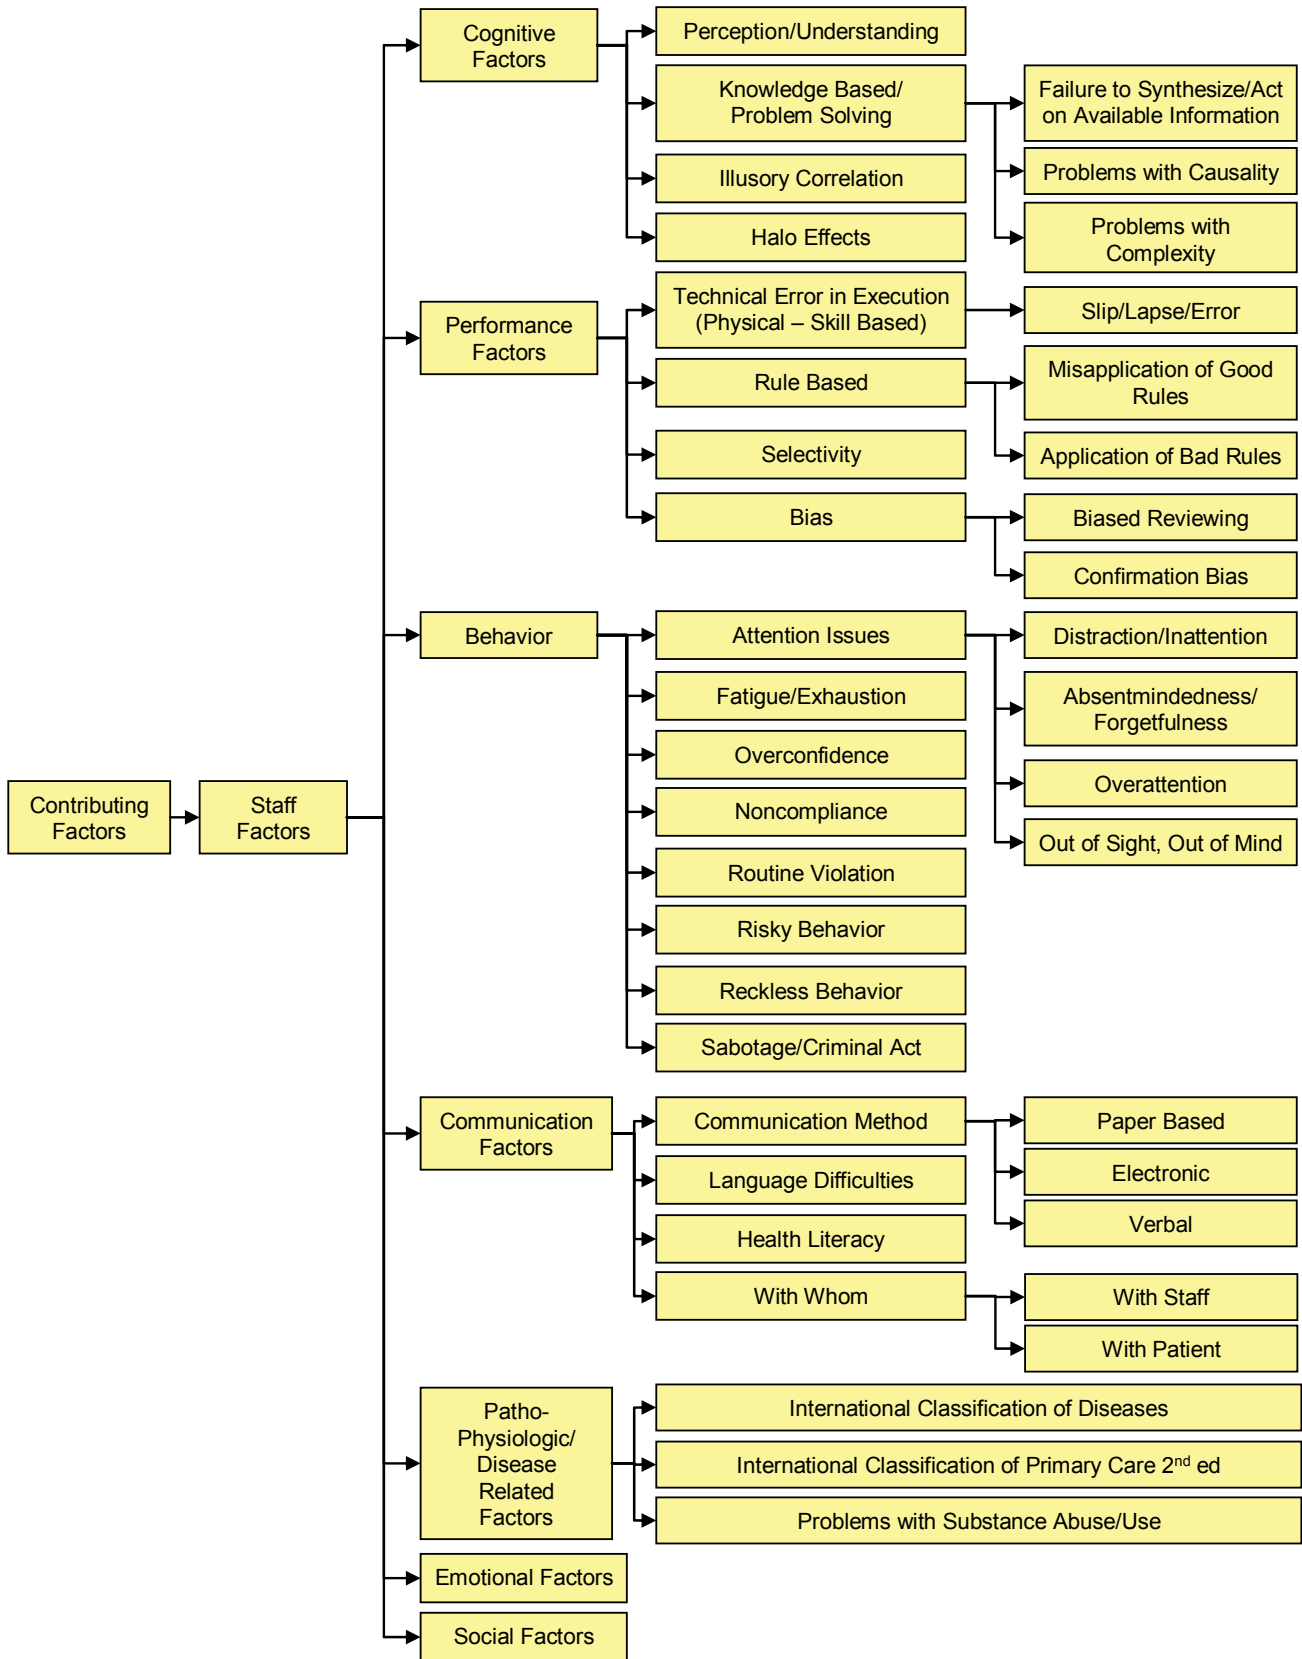 Contributing
Factors
Staff
Factors
Cognitive
Factors
Perception/Understanding
Knowledge Based/
Problem Solving
Failure to Synthesize/Act
on Available Information
Problems with Causality
Problems with
Complexity
Illusory Correlation
Halo Effects
Performance
Factors
Technical Error in Execution
(Physical – Skill Based)
Slip/Lapse/Error
Rule Based
Misapplication of Good
Rules
Application of Bad Rules
Selectivity
Bias
Biased Reviewing
Confirmation Bias
Behavior
Attention Issues
Distraction/Inattention
Absentmindedness/
Forgetfulness
Overattention
Out of Sight, Out of Mind
Fatigue/Exhaustion
Overconfidence
Noncompliance
Routine Violation
Risky Behavior
Reckless Behavior
Sabotage/Criminal Act
Communication
Factors
Communication Method
Paper Based
Electronic
Verbal
Language Difficulties
Health Literacy
With Whom
With Staff
With Patient
Patho-
Physiologic/
Disease
Related
Factors
International Classification of Diseases
International Classification of Primary Care 2nd ed
Problems with Substance Abuse/Use
Emotional Factors
Social Factors